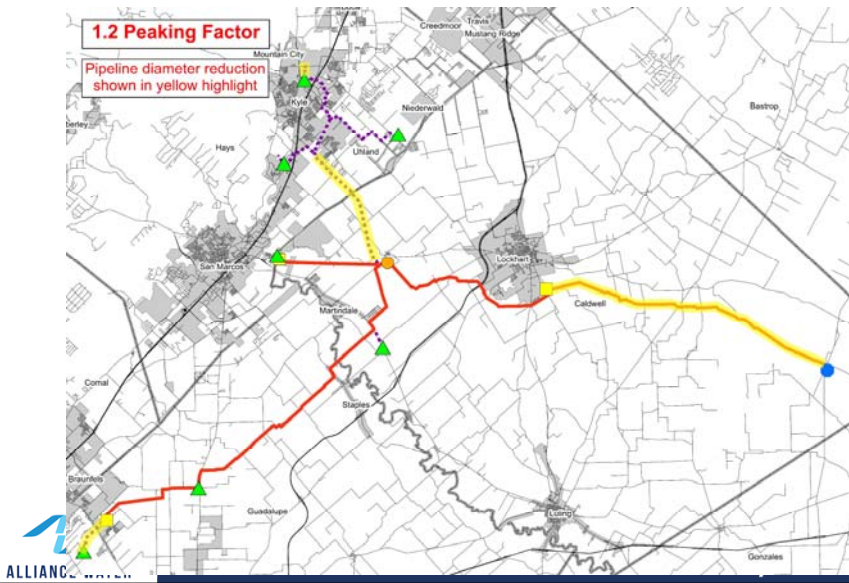 1.2 Peaking Factor
Pipeline diameter reduction
shown in yellow highlight
Creedmoor
Travis
Mustang Ridge
Mountain City
Kyle
Niederwald
Bastrop
Hays
Uhland
San Marcos
Lockhart
Caldwell
Martindale
Comal
Staples
Braunfels
Guadalupe
Luling
Gonzales
ALLIANCE WATER